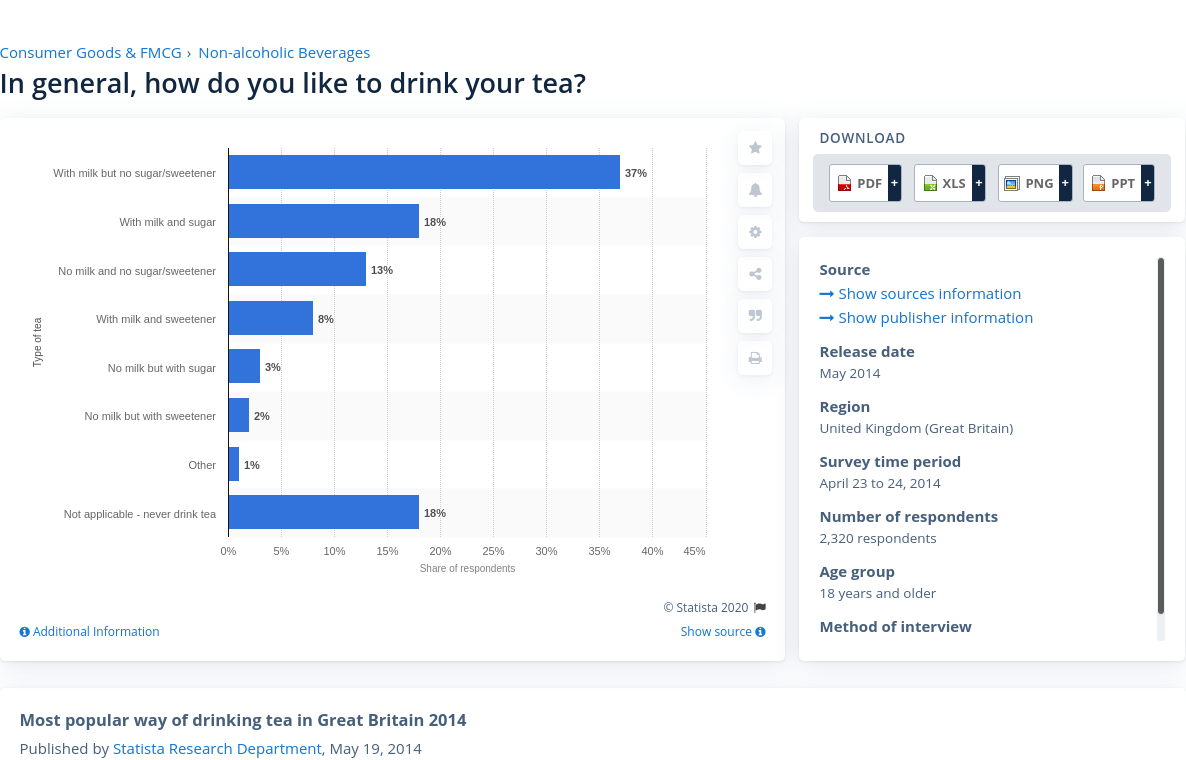 Consumer Goods & FMCG › Non-alcoholic Beverages
In general, how do you like to drink your tea?
Type of tea
With milk but no sugar/sweetener 37%
With milk and sugar 18%
No milk and no sugar/sweetener 13%
With milk and sweetener 8%
No milk but with sugar 3%
No milk but with sweetener 2%
Other 1%
Not applicable - never drink tea 18%
0% 5% 10% 15% 20% 25% 30% 35% 40% 45%
Share of respondents
© Statista 2020
Additional Information
Show source
DOWNLOAD
PDF + XLS + PNG + PPT +
Source
Show sources information
Show publisher information
Release date
May 2014
Region
United Kingdom (Great Britain)
Survey time period
April 23 to 24, 2014
Number of respondents
2,320 respondents
Age group
18 years and older
Method of interview
Most popular way of drinking tea in Great Britain 2014
Published by Statista Research Department, May 19, 2014